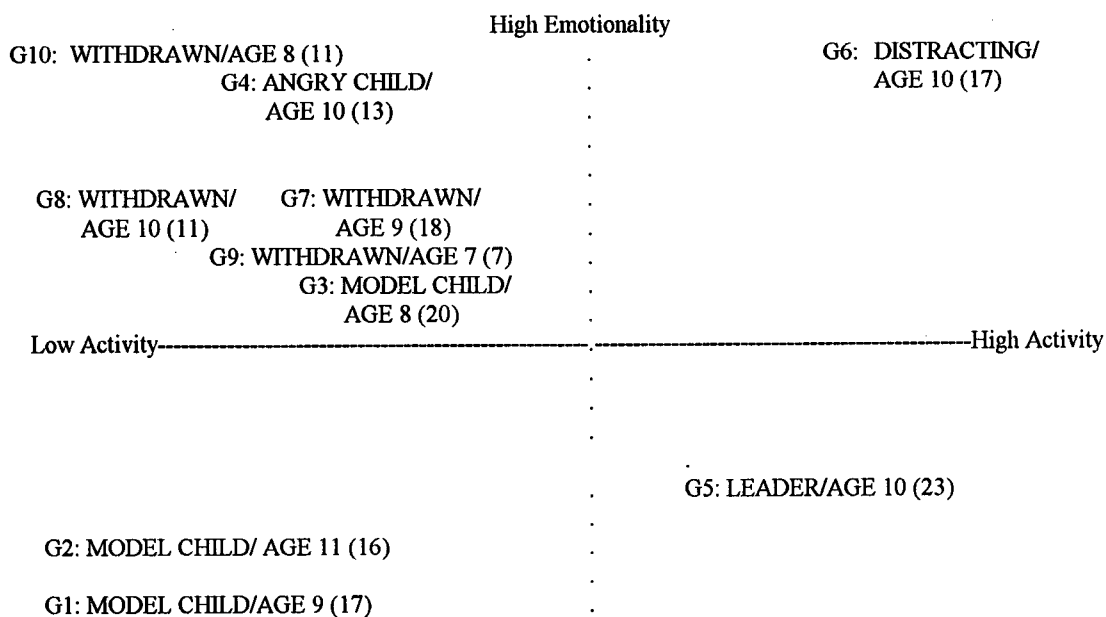 High Emotionality
G10: WITHDRAWN/AGE 8 (11)
G6: DISTRACTING/
AGE 10 (17)
G4: ANGRY CHILD/
AGE 10 (13)
G8: WITHDRAWN/
AGE 10 (11)
G7: WITHDRAWN/
AGE 9 (18)
G9: WITHDRAWN/AGE 7 (7)
G3: MODEL CHILD/
AGE 8 (20)
Low Activity
High Activity
G5: LEADER/AGE 10 (23)
G2: MODEL CHILD/ AGE 11 (16)
G1: MODEL CHILD/AGE 9 (17)